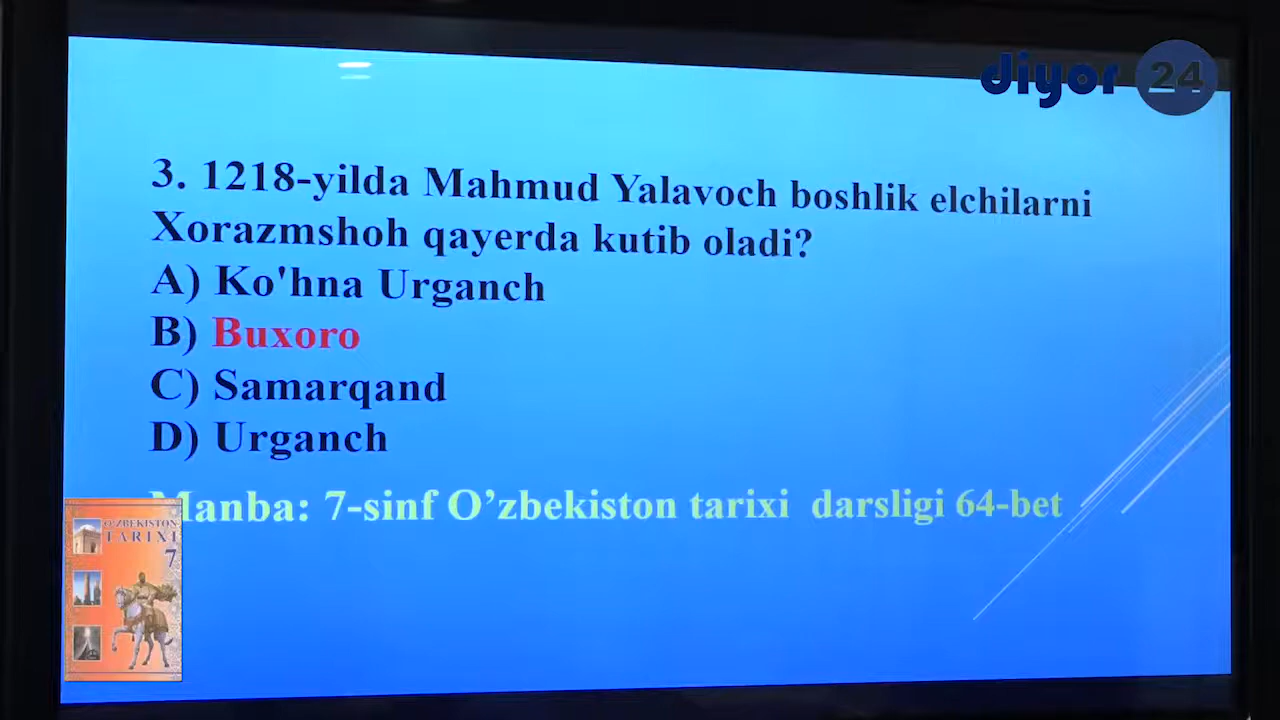 diyor 24
3. 1218-yilda Mahmud Yalavoch boshlik elchilarni
Xorazmshoh qayerda kutib oladi?
A) Ko'hna Urganch
B) Buxoro
C) Samarqand
D) Urganch
Manba: 7-sinf O’zbekiston tarixi darsligi 64-bet
O'ZBEKISTON
TARIXI
7